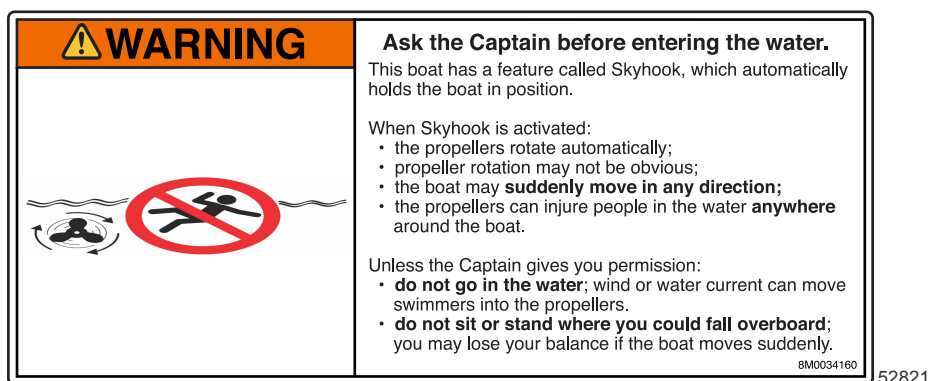 WARNING
Ask the Captain before entering the water.
This boat has a feature called Skyhook, which automatically
holds the boat in position.
When Skyhook is activated:
• the propellers rotate automatically;
• propeller rotation may not be obvious;
• the boat may suddenly move in any direction;
• the propellers can injure people in the water anywhere
around the boat.
Unless the Captain gives you permission:
• do not go in the water; wind or water current can move
swimmers into the propellers.
• do not sit or stand where you could fall overboard;
you may lose your balance if the boat moves suddenly.
8M0034160
52821